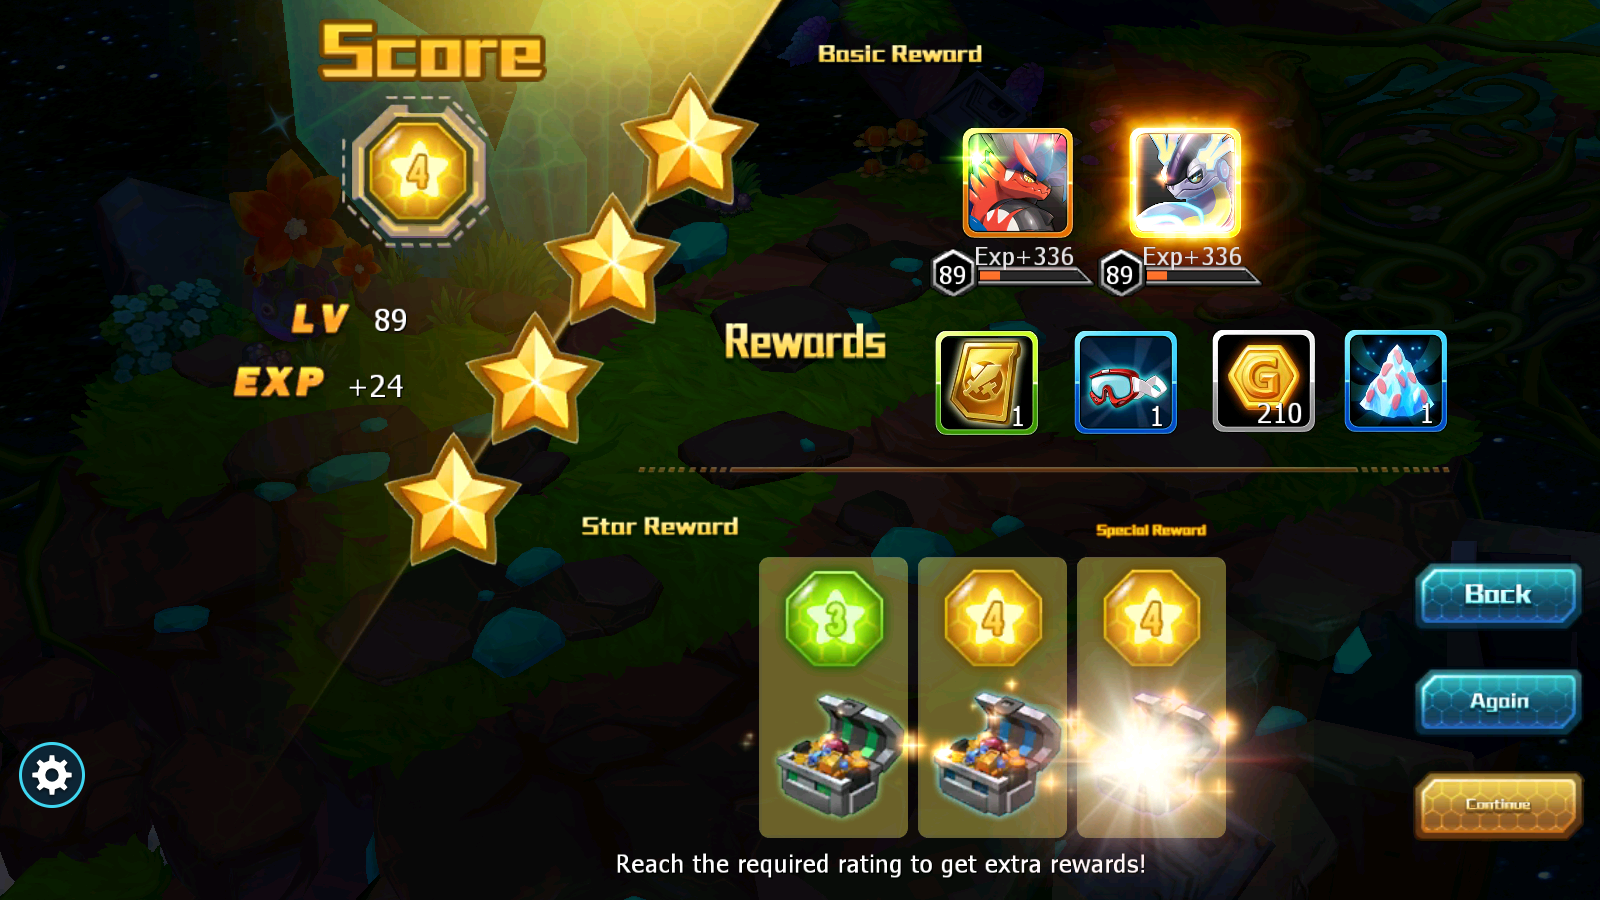 Score
4
LV 89
EXP +24
Basic Reward
Exp+336 Exp+336
89 89
Rewards
1 1 G 210 1
Star Reward
Special Reward
3 4 4
Back
Again
Continue
Reach the required rating to get extra rewards!